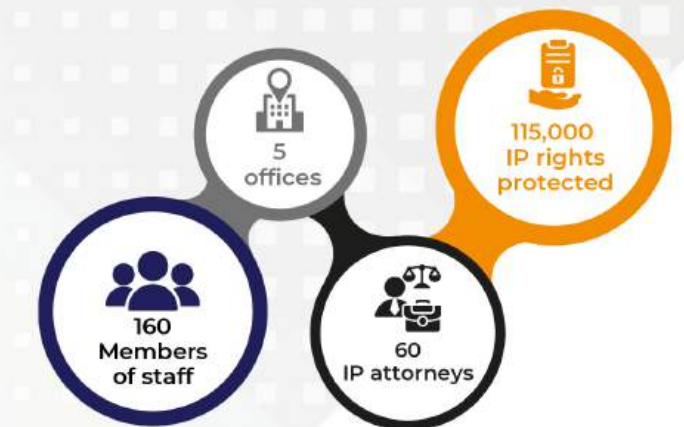 160
Members
of staff
5
offices
60
IP attorneys
115,000
IP rights
protected